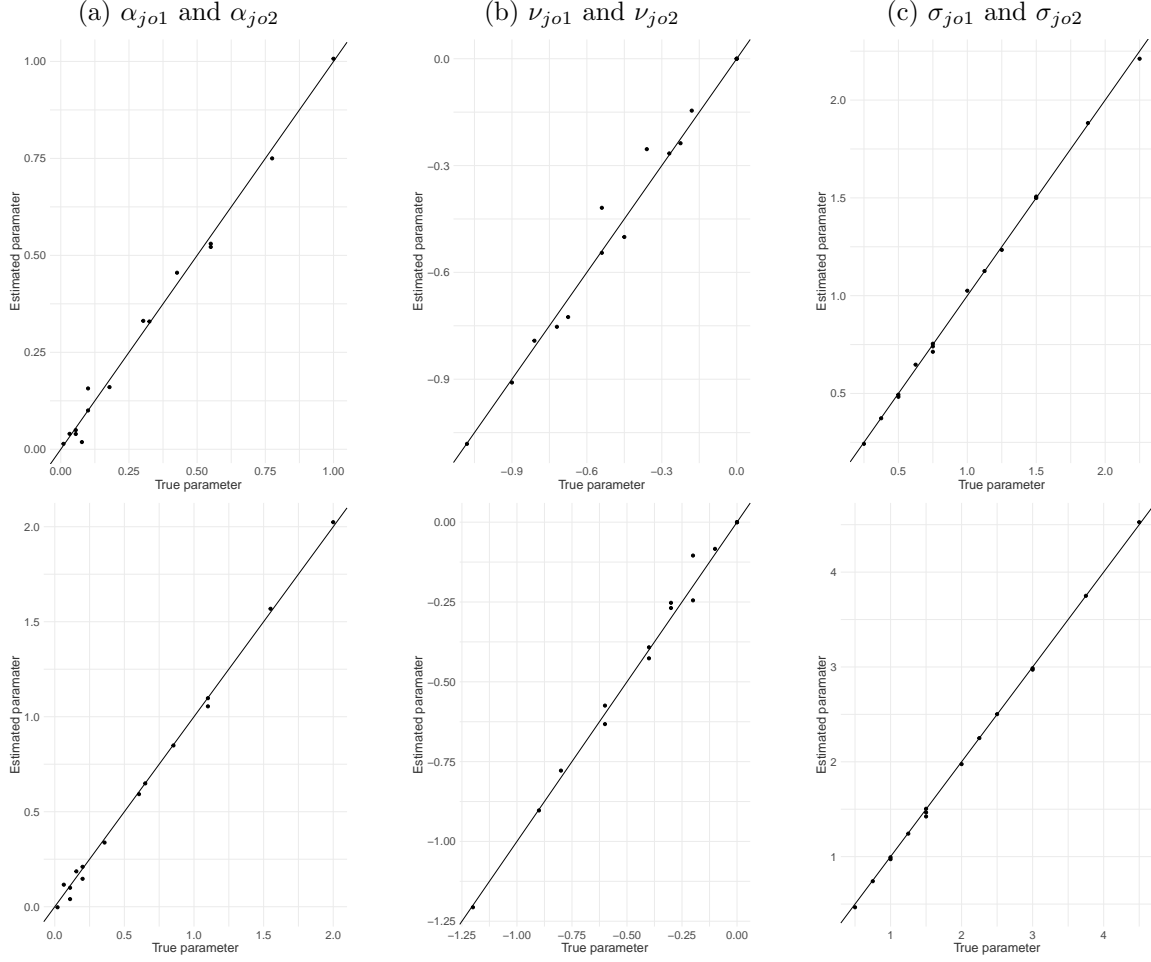 (a) αjo1 and αjo2
(b) νjo1 and νjo2
(c) σjo1 and σjo2
1.00
0.75
0.50
0.25
0.00
Estimated paramater
0.00 0.25 0.50 0.75 1.00
True parameter
0.0
−0.3
−0.6
−0.9
Estimated paramater
−0.9 −0.6 −0.3 0.0
True parameter
2.0
1.5
1.0
0.5
Estimated paramater
0.5 1.0 1.5 2.0
True parameter
2.0
1.5
1.0
0.5
0.0
Estimated paramater
0.0 0.5 1.0 1.5 2.0
True parameter
0.00
−0.25
−0.50
−0.75
−1.00
−1.25
Estimated paramater
−1.25 −1.00 −0.75 −0.50 −0.25 0.00
True parameter
4
3
2
1
Estimated paramater
1 2 3 4
True parameter